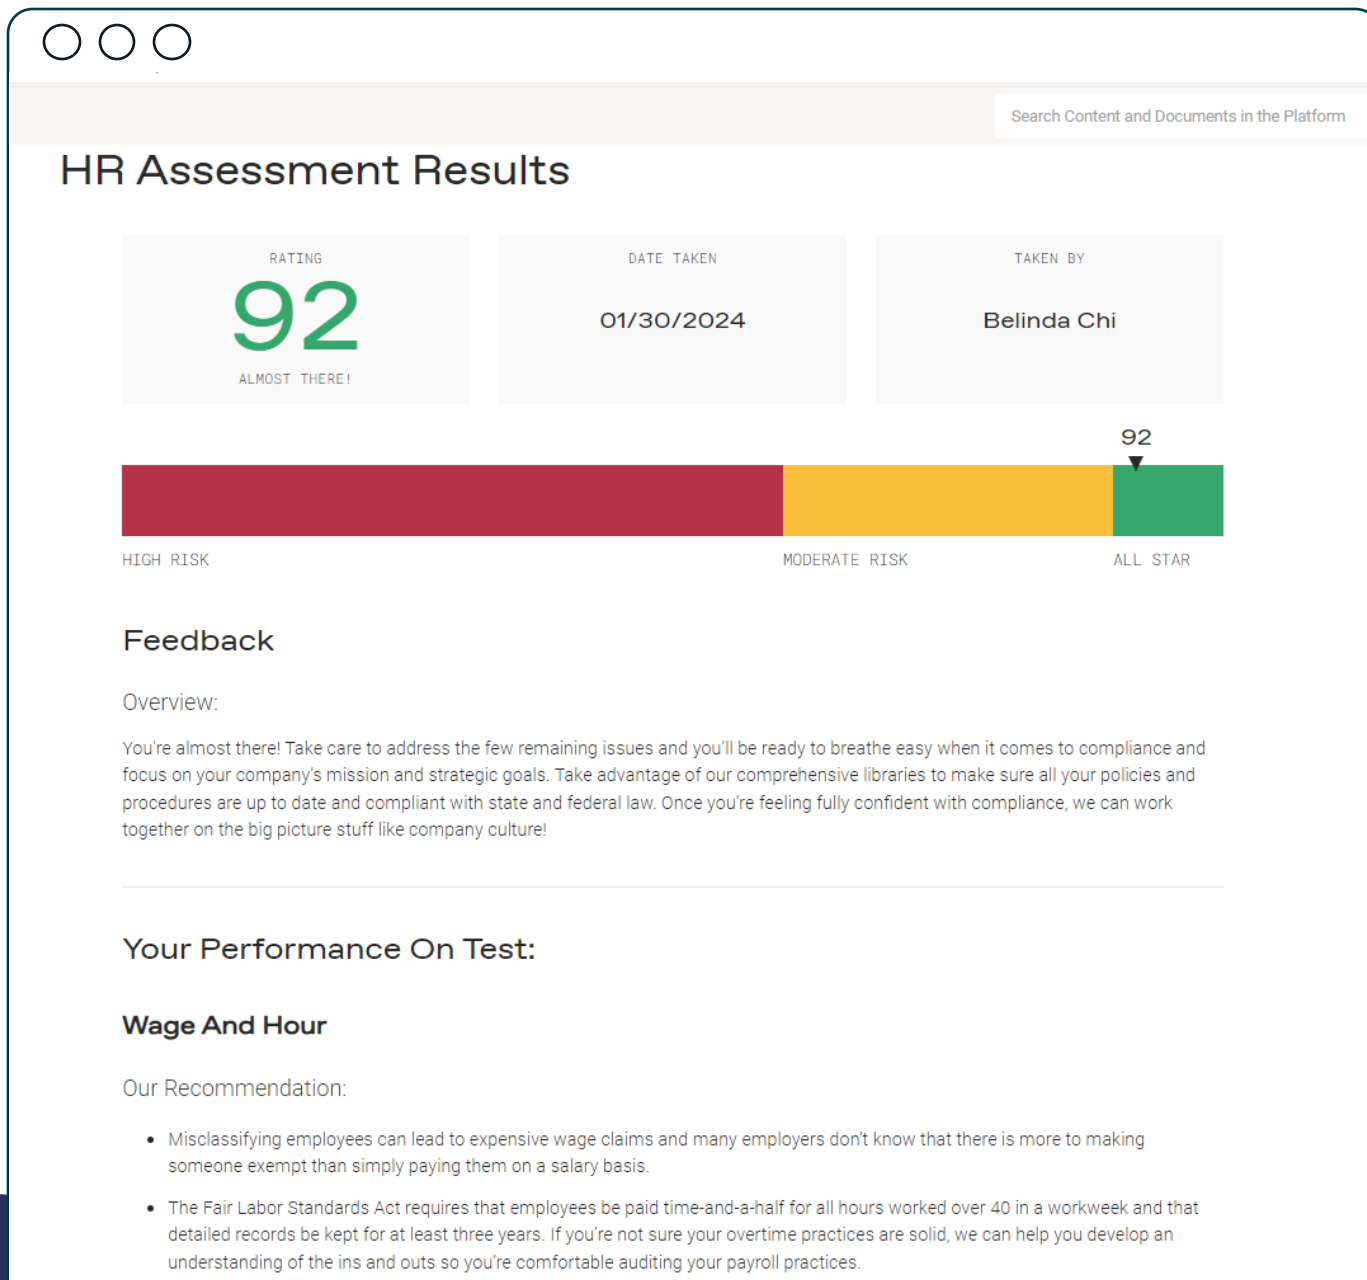 Search Content and Documents in the Platform
HR Assessment Results
RATING
92
ALMOST THERE!
DATE TAKEN
01/30/2024
TAKEN BY
Belinda Chi
92
HIGH RISK
MODERATE RISK
ALL STAR
Feedback
Overview:
You're almost there! Take care to address the few remaining issues and you'll be ready to breathe easy when it comes to compliance and
focus on your company's mission and strategic goals. Take advantage of our comprehensive libraries to make sure all your policies and
procedures are up to date and compliant with state and federal law. Once you're feeling fully confident with compliance, we can work
together on the big picture stuff like company culture!
Your Performance On Test:
Wage And Hour
Our Recommendation:
• Misclassifying employees can lead to expensive wage claims and many employers don't know that there is more to making
someone exempt than simply paying them on a salary basis.
• The Fair Labor Standards Act requires that employees be paid time-and-a-half for all hours worked over 40 in a workweek and that
detailed records be kept for at least three years. If you're not sure your overtime practices are solid, we can help you develop an
understanding of the ins and outs so you're comfortable auditing your payroll practices.